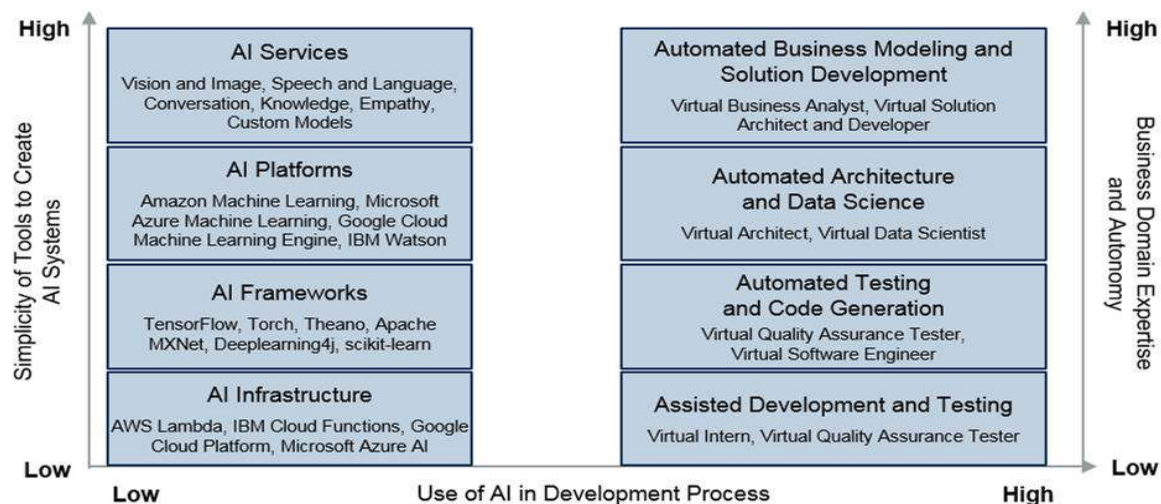 High
Simplicity of Tools to Create
AI Systems
Low
AI Services
Vision and Image, Speech and Language,
Conversation, Knowledge, Empathy,
Custom Models
AI Platforms
Amazon Machine Learning, Microsoft
Azure Machine Learning, Google Cloud
Machine Learning Engine, IBM Watson
AI Frameworks
TensorFlow, Torch, Theano, Apache
MXNet, Deeplearning4j, scikit-learn
AI Infrastructure
AWS Lambda, IBM Cloud Functions, Google
Cloud Platform, Microsoft Azure AI
Automated Business Modeling and
Solution Development
Virtual Business Analyst, Virtual Solution
Architect and Developer
Automated Architecture
and Data Science
Virtual Architect, Virtual Data Scientist
Automated Testing
and Code Generation
Virtual Quality Assurance Tester,
Virtual Software Engineer
Assisted Development and Testing
Virtual Intern, Virtual Quality Assurance Tester
High
Business Domain Expertise
and Autonomy
Low
Low
Use of AI in Development Process
High